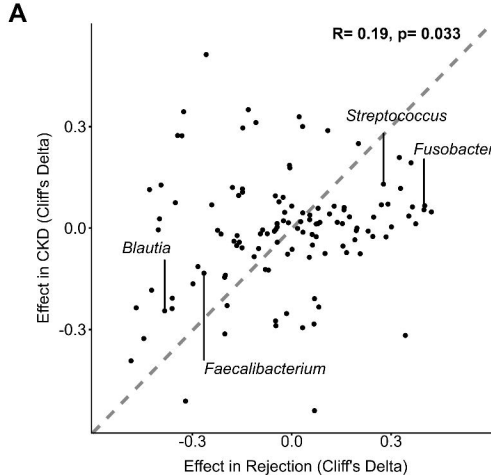 A
R= 0.19, p= 0.033
Streptococcus
Fusobacter
0.3
0.0
-0.3
Blautia
Faecalibacterium
Effect in CKD (Cliff's Delta)
-0.3 0.0 0.3
Effect in Rejection (Cliff's Delta)